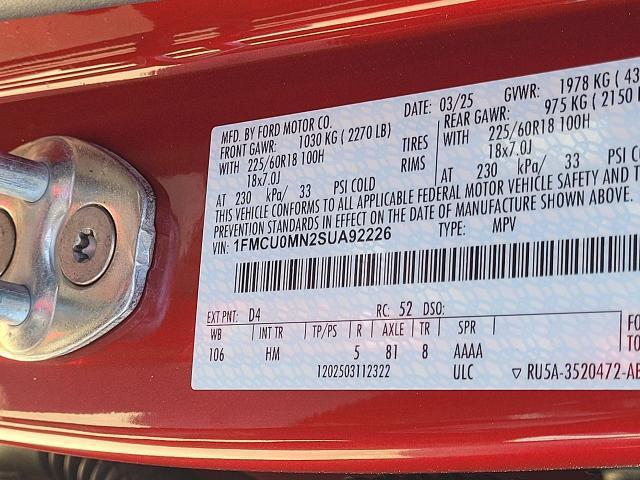 MFD. BY FORD MOTOR CO. DATE: 03/25 GVWR: 1978 KG ( 43
FRONT GAWR: 1030 KG ( 2270 LB) REAR GAWR: 975 KG ( 2150
WITH 225/60R18 100H TIRES WITH 225/60R18 100H
18x7.0J RIMS 18x7.0J
AT 230 kPa/ 33 PSI COLD AT 230 kPa/ 33 PSI CO
THIS VEHICLE CONFORMS TO ALL APPLICABLE FEDERAL MOTOR VEHICLE SAFETY AND T
PREVENTION STANDARDS IN EFFECT ON THE DATE OF MANUFACTURE SHOWN ABOVE.
VIN: 1FMCU0MN2SUA92226 TYPE: MPV
EXT PNT: D4 RC: 52 DSO:
WB INT TR TP/PS R AXLE TR SPR
106 HM 5 81 8 AAAA
1202503112322 ULC ▽ RU5A-3520472-AE
FO
TO